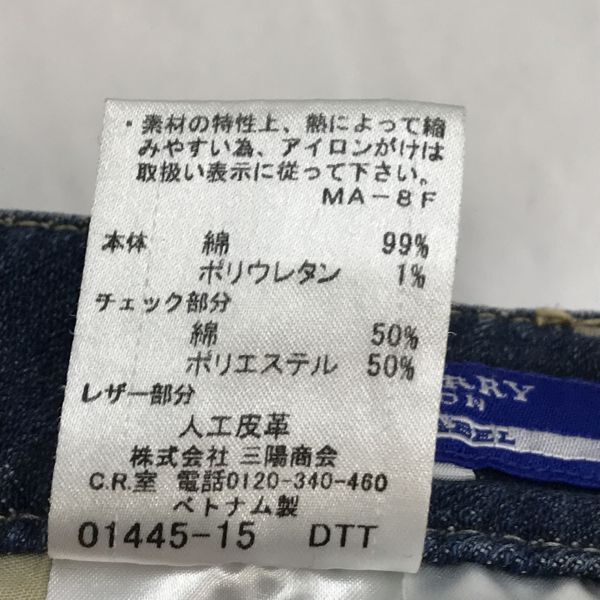 ・素材の特性上、熱によって縮
みやすい為、アイロンがけは
取扱い表示に従って下さい。
MA-8F
本体 綿 99%
ポリウレタン 1%
チェック部分
綿 50%
ポリエステル 50%
レザー部分
人工皮革
株式会社 三陽商会
C.R.室 電話0120-340-460
ベトナム製
01445-15 DTT
RRY
ON